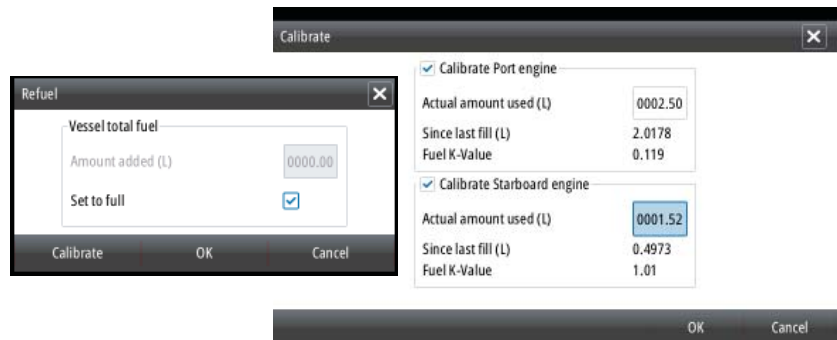 Refuel
Vessel total fuel
Amount added (L) 0000.00
Set to full
Calibrate OK Cancel
Calibrate
Calibrate Port engine
Actual amount used (L) 0002.50
Since last fill (L) 2.0178
Fuel K-Value 0.119
Calibrate Starboard engine
Actual amount used (L) 0001.52
Since last fill (L) 0.4973
Fuel K-Value 1.01
OK Cancel